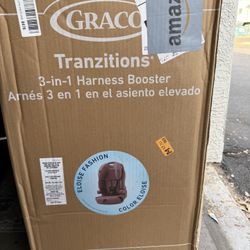 GRACO
amazon
Tranzitions
3-in-1 Harness Booster
Arnés 3 en 1 en el asiento elevado
ELOISE FASHION
COLOR ELOISE